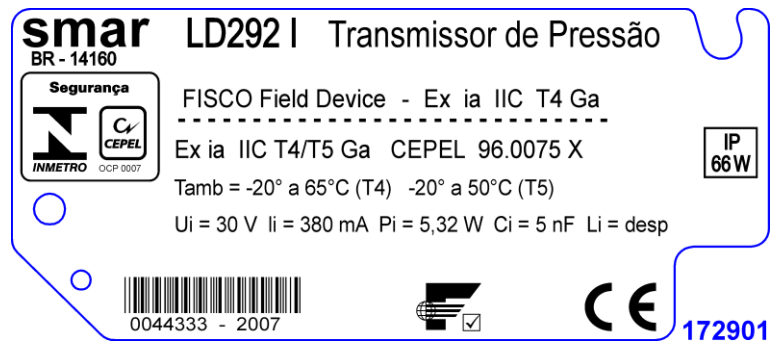 smar LD292 I Transmissor de Pressão
BR - 14160
Segurança
INMETRO
CEPEL
OCP 0007
FISCO Field Device - Ex ia IIC T4 Ga
Ex ia IIC T4/T5 Ga CEPEL 96.0075 X
Tamb = -20° a 65°C (T4) -20° a 50°C (T5)
Ui = 30 V Ii = 380 mA Pi = 5,32 W Ci = 5 nF Li = desp
IP
66W
0044333 - 2007
CE
172901